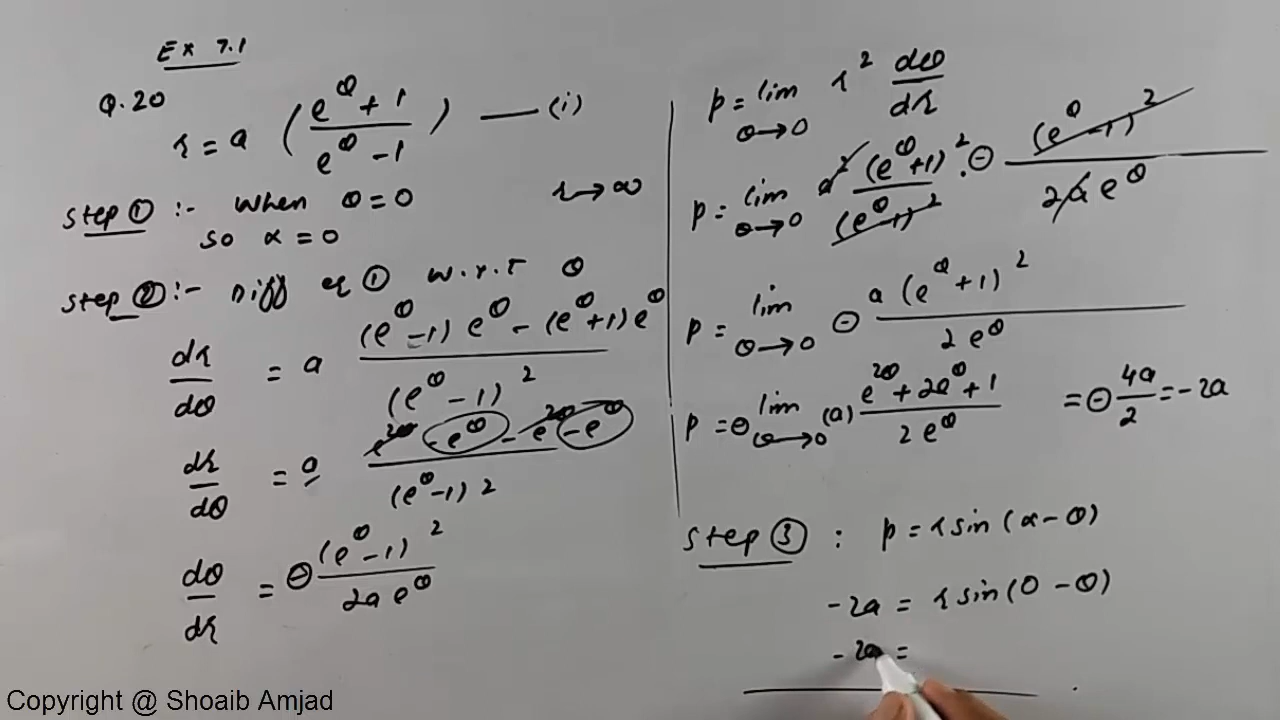 Ex 7.1
Q.20
r = a ( (e^θ + 1) / (e^θ - 1) ) — (i)
Step ① :- when θ = 0 r → ∞
so α = 0
Step ② :- Diff eq ① w.r.t θ
dr/dθ = a ((e^θ - 1) e^θ - (e^θ + 1) e^θ) / (e^θ - 1)^2
dr/dθ = a (e^2θ - e^θ - e^2θ - e^θ) / (e^θ - 1)^2
dθ/dr = ⊖ (e^θ - 1)^2 / 2a e^θ
p = lim θ→0 r^2 dθ/dr
p = lim θ→0 a^2 (e^θ + 1)^2 / (e^θ - 1)^2 . ⊖ (e^θ - 1)^2 / 2a e^θ
p = lim θ→0 ⊖ a (e^θ + 1)^2 / 2e^θ
p = ⊖ lim θ→0 (a) (e^2θ + 2e^θ + 1) / 2e^θ = ⊖ 4a/2 = -2a
Step ③ : p = r sin (α - θ)
-2a = r sin (0 - θ)
-2a =
Copyright @ Shoaib Amjad